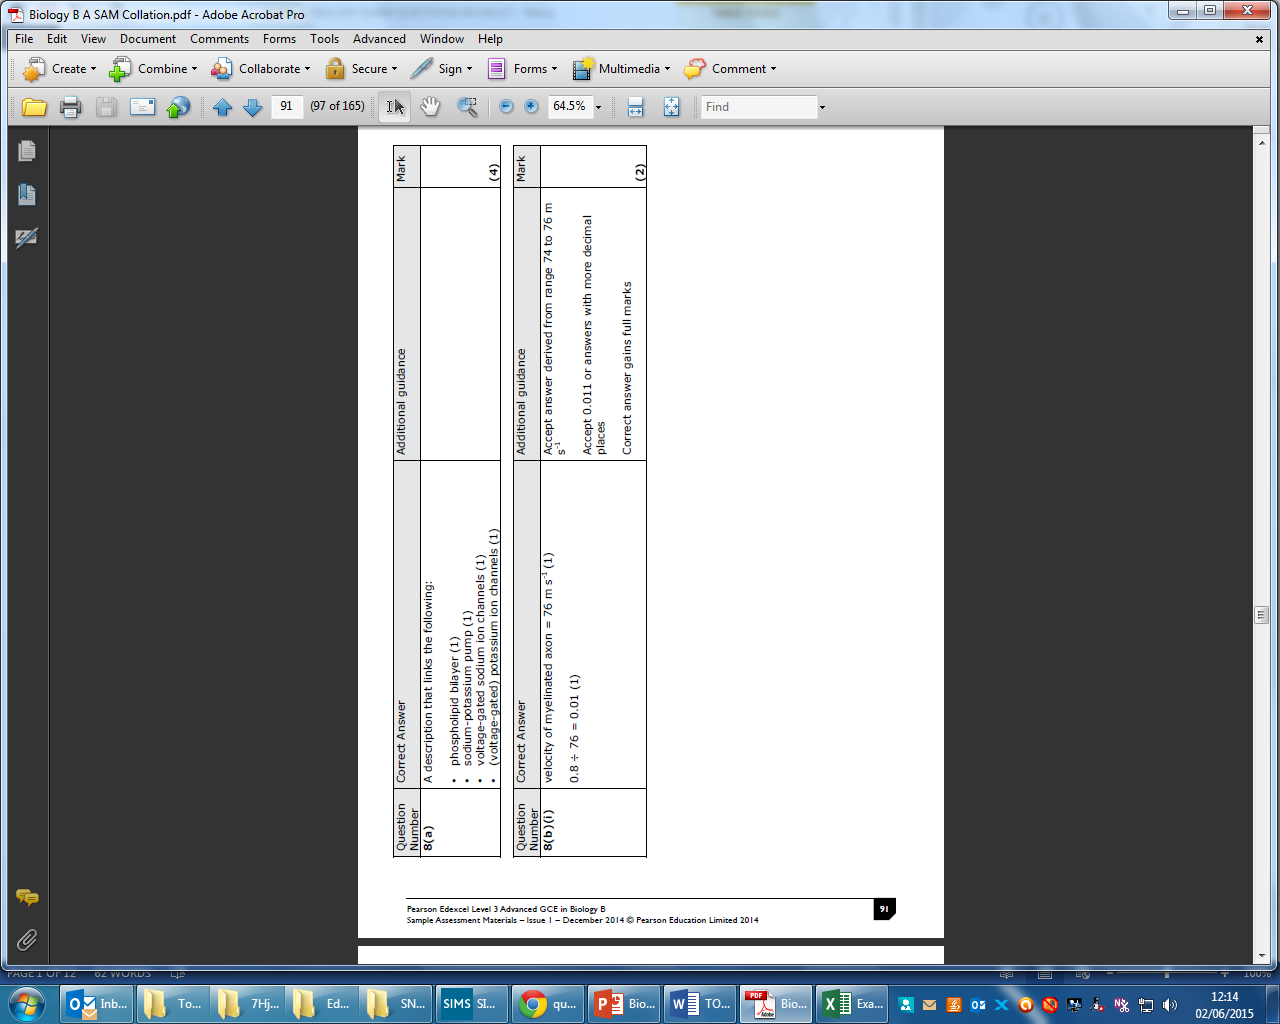 Biology B A SAM Collation.pdf - Adobe Acrobat Pro
File Edit View Document Comments Forms Tools Advanced Window Help
Create Combine Collaborate Secure Sign Forms Multimedia Comment
91 (97 of 165) 64.5% Find
Question Number Correct Answer Additional guidance Mark
8(a) A description that links the following:
• phospholipid bilayer (1)
• sodium-potassium pump (1)
• voltage-gated sodium ion channels (1)
• (voltage-gated) potassium ion channels (1)
(4)
Question Number Correct Answer Additional guidance Mark
8(b)(i) velocity of myelinated axon = 76 m s⁻¹ (1)
0.8 ÷ 76 = 0.01 (1)
Accept answer derived from range 74 to 76 m
s⁻¹
Accept 0.011 or answers with more decimal
places
Correct answer gains full marks
(2)
Pearson Edexcel Level 3 Advanced GCE in Biology B
Sample Assessment Materials – Issue 1 – December 2014 © Pearson Education Limited 2014
91
PAGE 1 OF 12 62 WORDS 100%
Inb... To... 7Hj... Ed... SN... SIMS SI... qu... Bio... TO... Bio... Exa...
12:14
02/06/2015